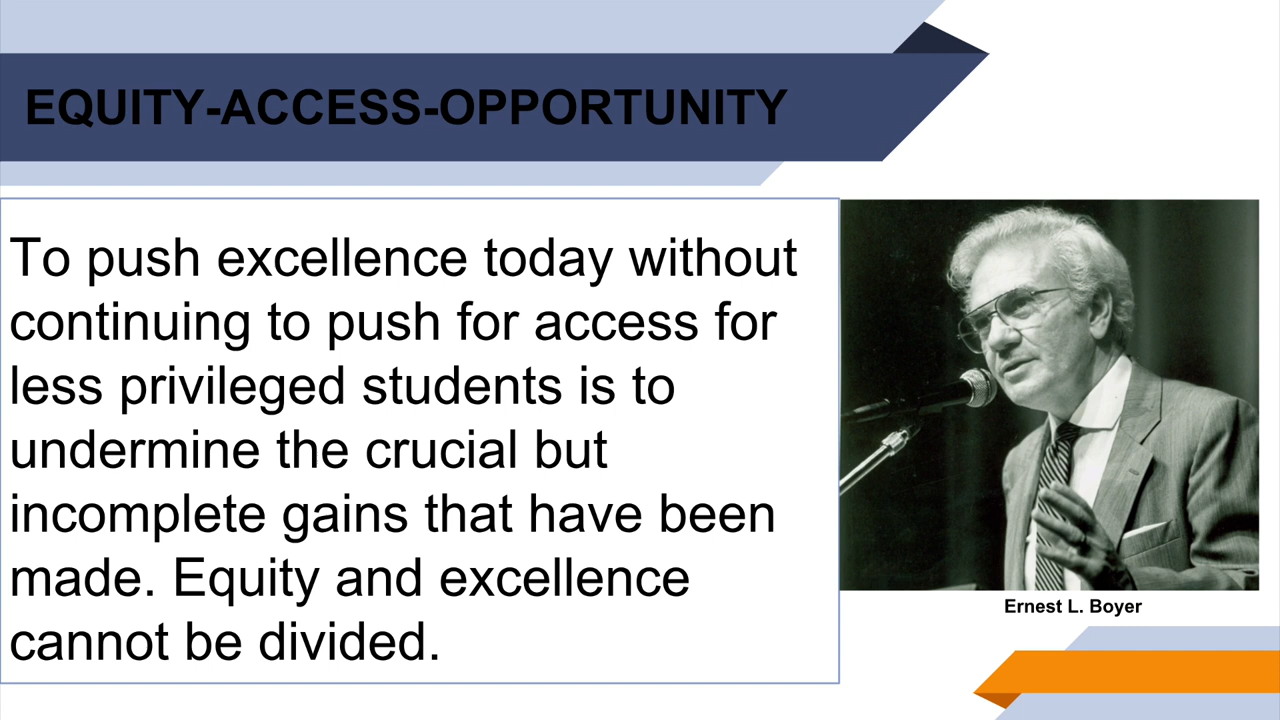 EQUITY-ACCESS-OPPORTUNITY
To push excellence today without
continuing to push for access for
less privileged students is to
undermine the crucial but
incomplete gains that have been
made. Equity and excellence
cannot be divided.
Ernest L. Boyer